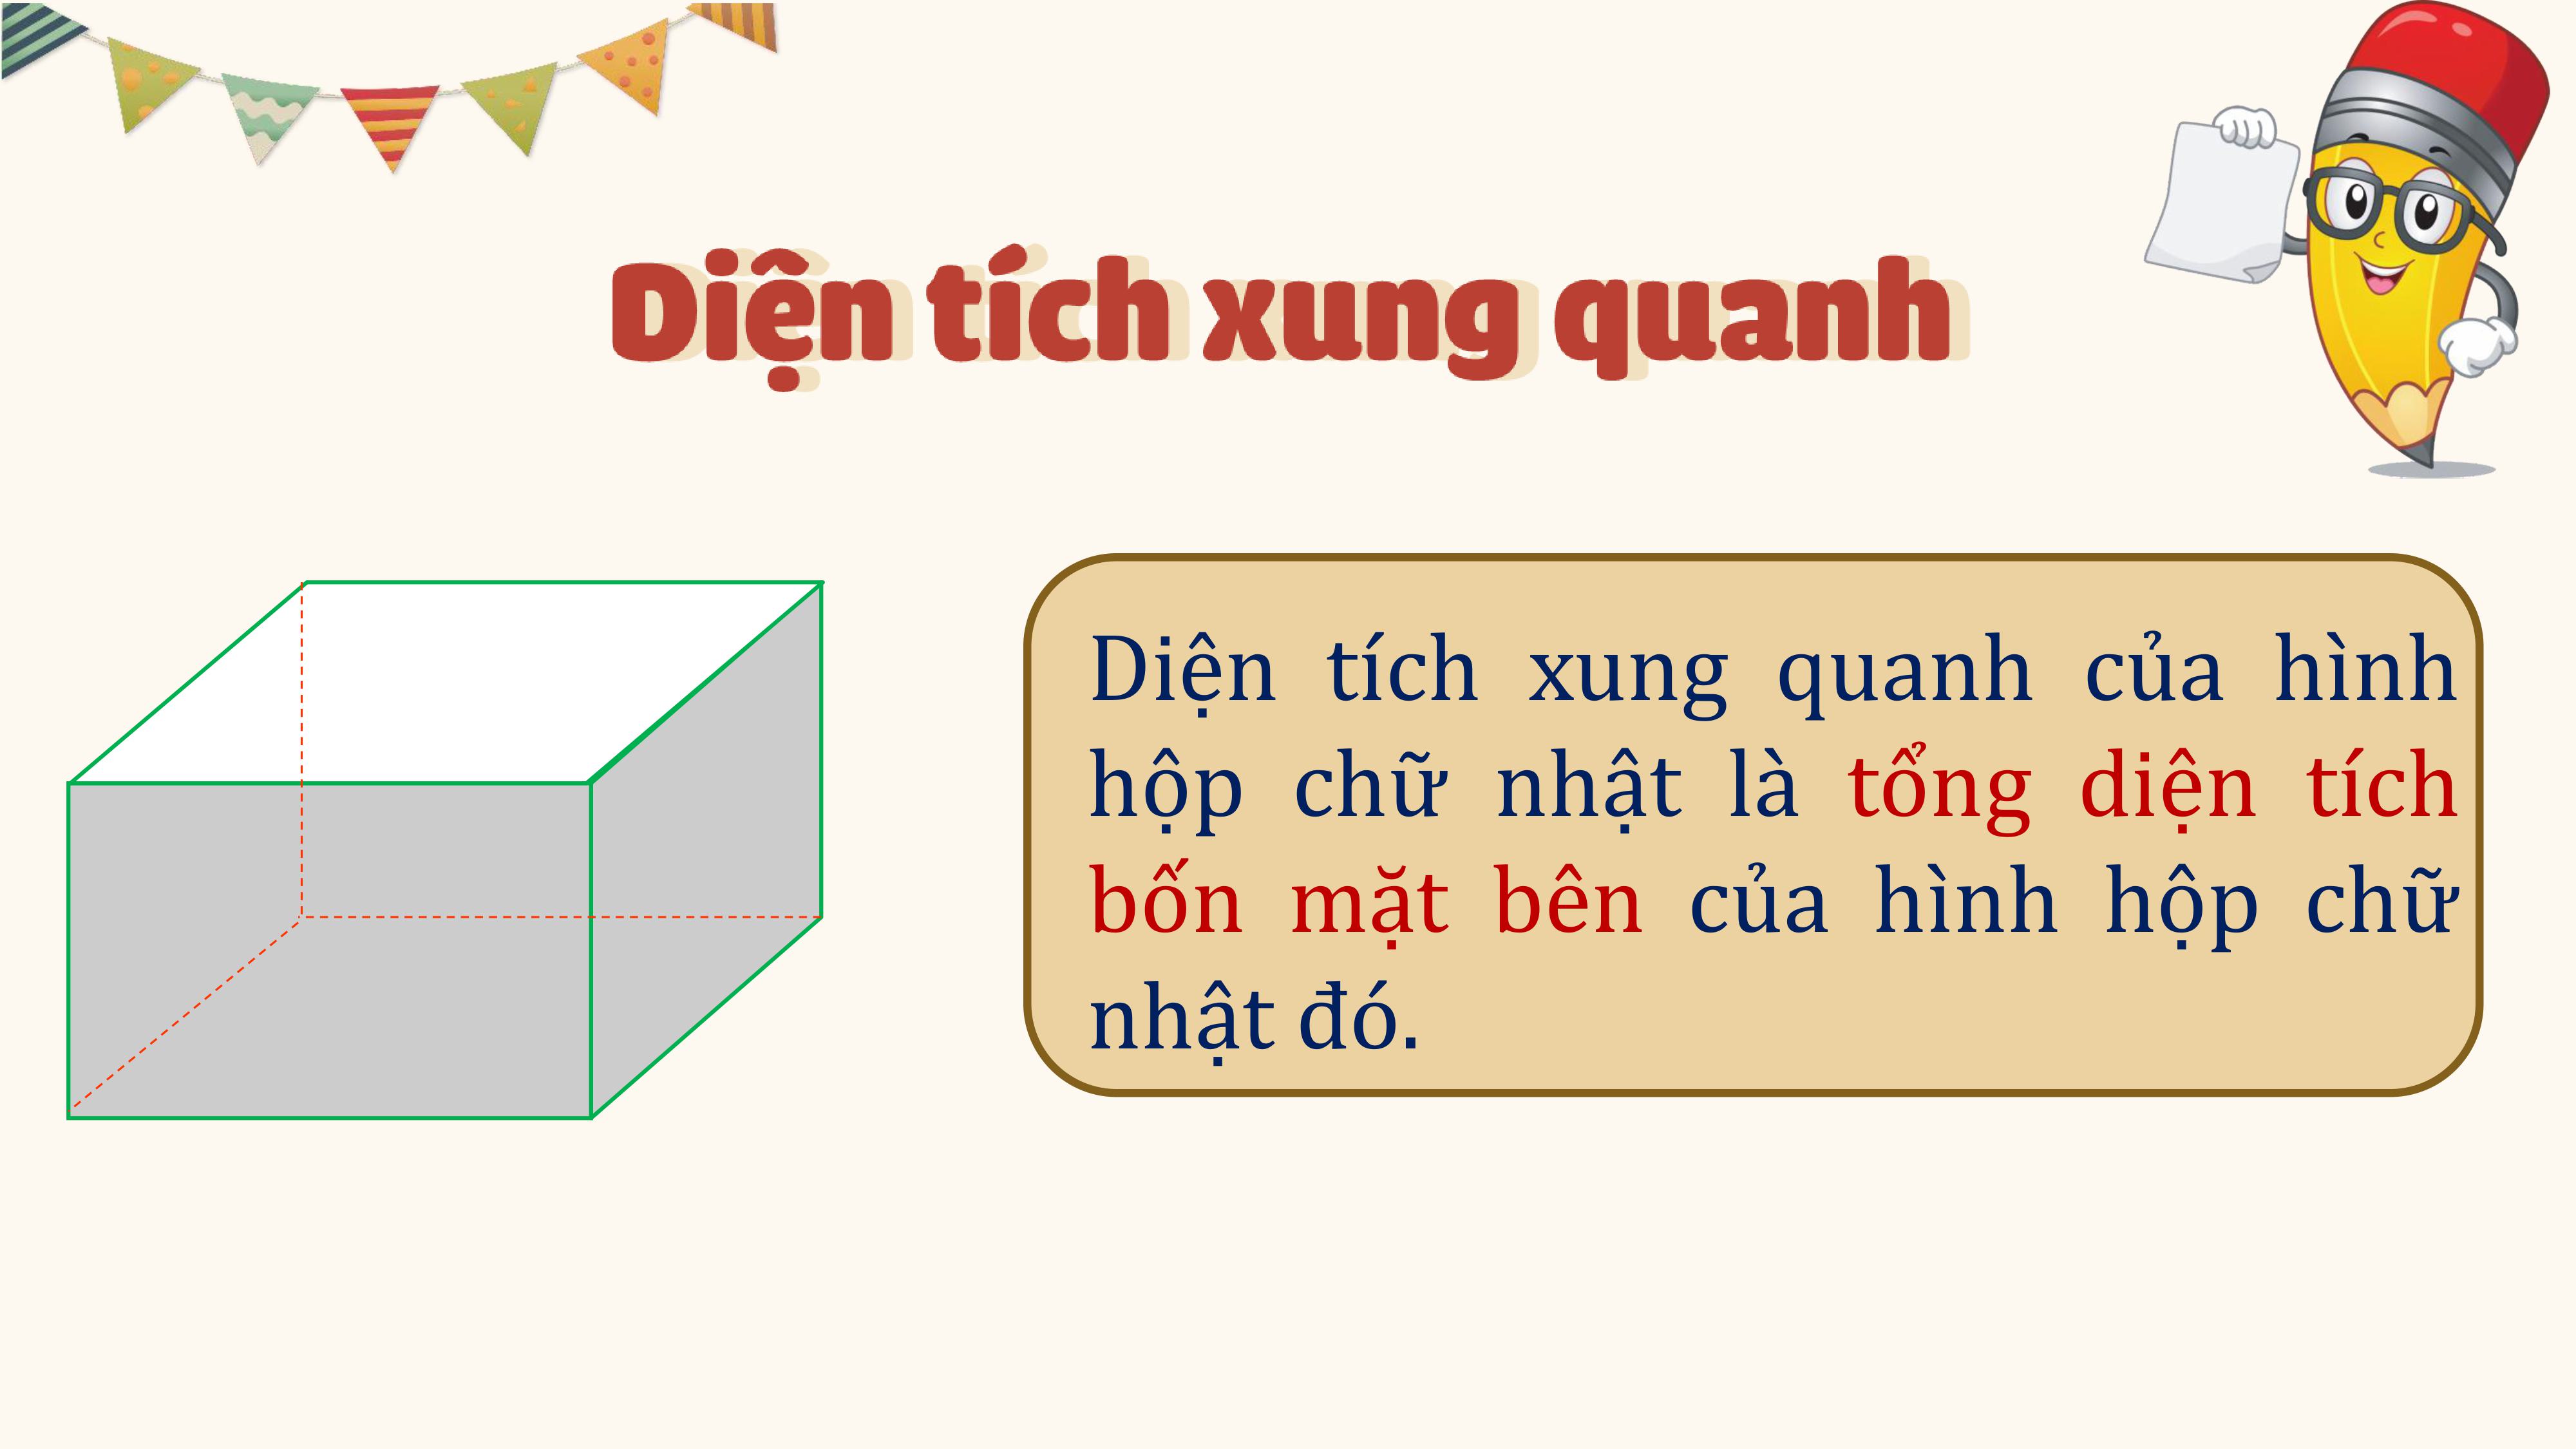 Diện tích xung quanh
Diện tích xung quanh của hình
hộp chữ nhật là tổng diện tích
bốn mặt bên của hình hộp chữ
nhật đó.